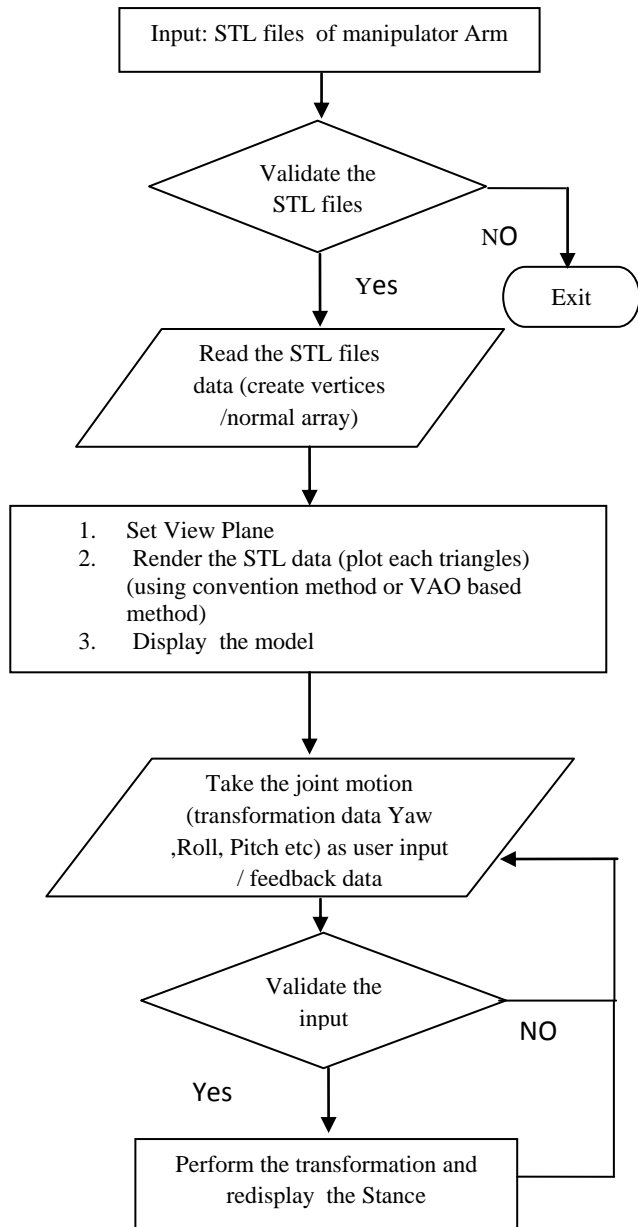 Input: STL files of manipulator Arm
Validate the
STL files
NO
Yes
Exit
Read the STL files
data (create vertices
/normal array)
1. Set View Plane
2. Render the STL data (plot each triangles)
(using convention method or VAO based
method)
3. Display the model
Take the joint motion
(transformation data Yaw
,Roll, Pitch etc) as user input
/ feedback data
Validate the
input
NO
Yes
Perform the transformation and
redisplay the Stance